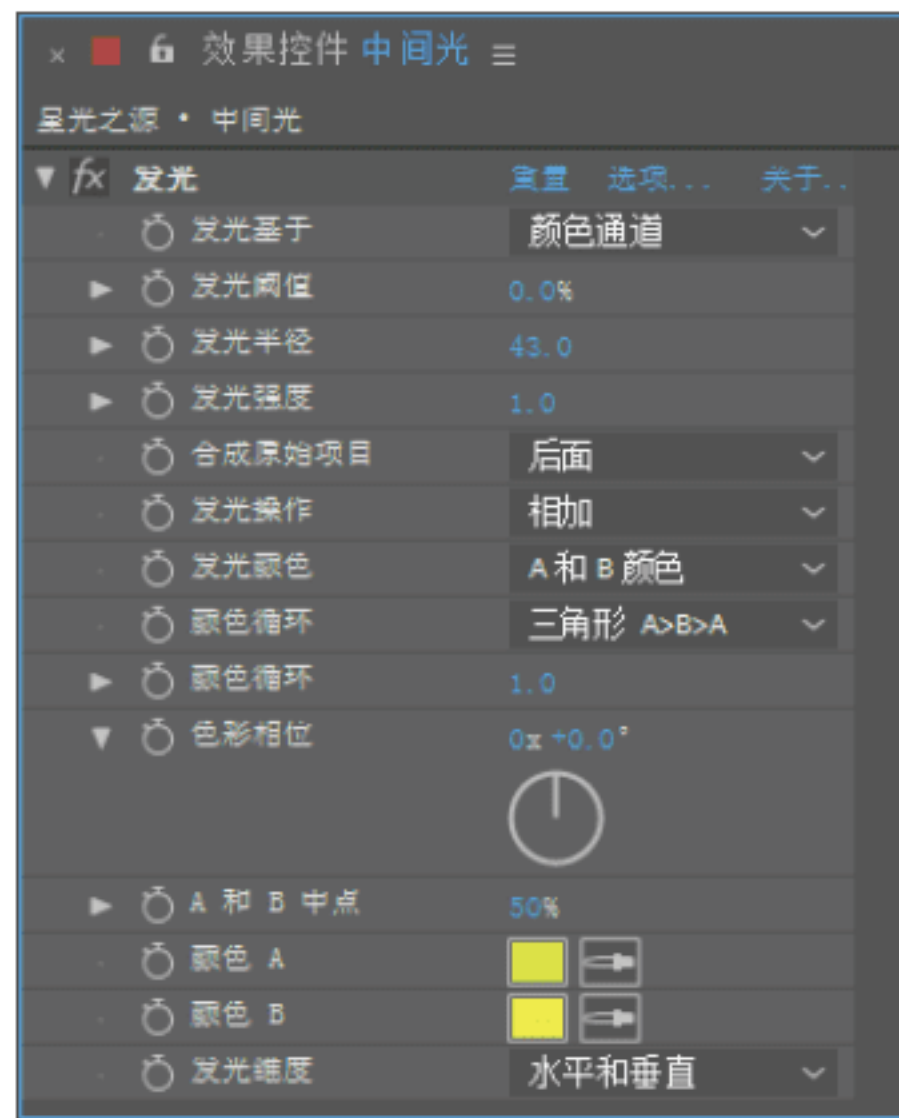 × 效果控件 中间光 ≡
星光之源 • 中间光
fx 发光 重置 选项... 关于..
发光基于 颜色通道
发光阈值 0.0%
发光半径 43.0
发光强度 1.0
合成原始项目 后面
发光操作 相加
发光颜色 A 和 B 颜色
颜色循环 三角形 A>B>A
颜色循环 1.0
色彩相位 0x +0.0°
A 和 B 中点 50%
颜色 A
颜色 B
发光维度 水平和垂直